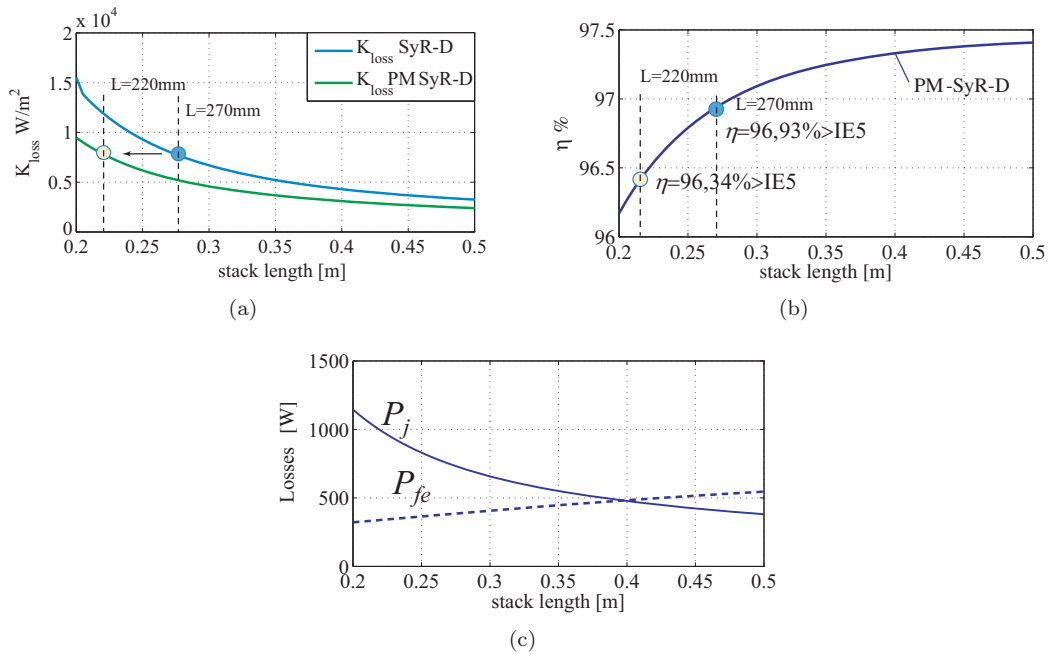 x 10^4
2
1.5
1
0.5
0
K_loss W/m^2
K_loss SyR-D
K_loss PM SyR-D
L=220mm
L=270mm
0.2 0.25 0.3 0.35 0.4 0.45 0.5
stack length [m]
(a)
97.5
97
96.5
96
η %
L=220mm
L=270mm
PM-SyR-D
η=96,93%>IE5
η=96,34%>IE5
0.2 0.25 0.3 0.35 0.4 0.45 0.5
stack length [m]
(b)
1500
1000
500
0
Losses [W]
P_j
P_fe
0.2 0.25 0.3 0.35 0.4 0.45 0.5
stack length [m]
(c)